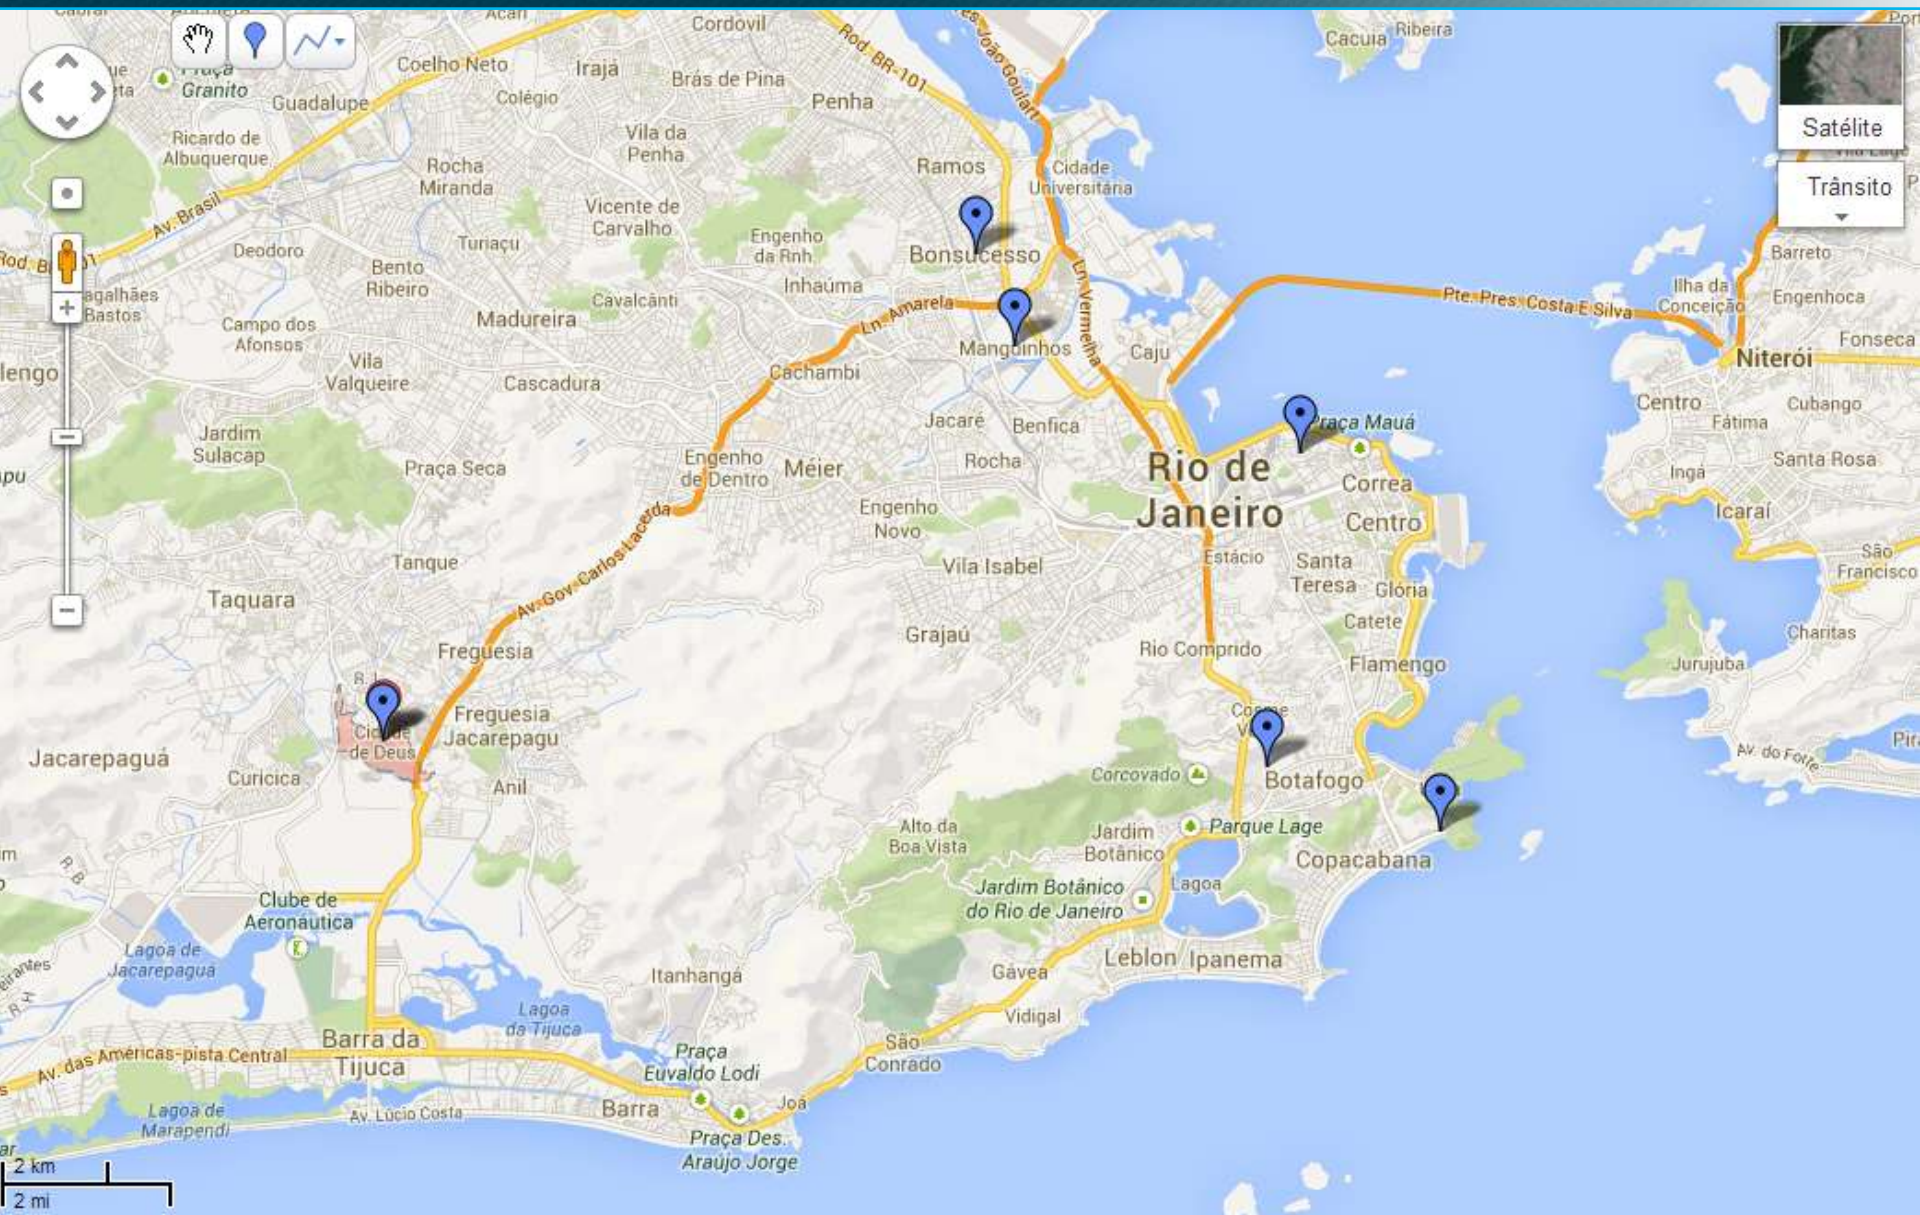 Cordovil
Cacuia
Ribeira
Rod. BR-101
Coelho Neto
Irajá
Brás de Pina
Granito
Guadalupe
Colégio
Penha
Satélite
Ricardo de
Albuquerque
Vila da
Penha
Rocha
Miranda
Ramos
Cidade
Universitária
Trânsito
Av. Brasil
Vicente de
Carvalho
Deodoro
Turiaçu
Engenho
da Rnh
Bonsucesso
Barreto
Bento
Ribeiro
Inhaúma
Cavalcânti
Ln. Amarela
Ln. Vermelha
Pte. Pres. Costa E Silva
Ilha da
Conceição
Engenhoca
Bastos
Madureira
Campo dos
Afonsos
Manguinhos
Caju
Fonseca
Niterói
Vila
Valqueire
Cascadura
Cachambi
Centro
Cubango
Fátima
Jacaré
Benfica
Praça Mauá
Jardim
Sulacap
Praça Seca
Engenho
de Dentro
Méier
Rocha
Rio de
Janeiro
Correa
Ingá
Santa Rosa
Engenho
Novo
Centro
Icaraí
Av. Gov. Carlos Lacerda
Tanque
Vila Isabel
Estácio
Santa
Teresa
Glória
São
Francisco
Taquara
Grajaú
Catete
Charitas
Freguesia
Rio Comprido
Flamengo
Jurujuba
Freguesia
Jacarepagu
Cidade
de Deus
Jacarepaguá
Curicica
Anil
Corcovado
Botafogo
Av. do Forte
Alto da
Boa Vista
Jardim
Botânico
Parque Lage
Copacabana
R. B
Clube de
Aeronáutica
Jardim Botânico
do Rio de Janeiro
Lagoa
Lagoa de
Jacarepaguá
Itanhangá
Gávea
Leblon
Ipanema
R. H
Lagoa
da Tijuca
Vidigal
Barra da
Tijuca
Av. das Américas-pista Central
Praça
Euvaldo Lodi
São
Conrado
Lagoa de
Marapendi
Av. Lúcio Costa
Barra
Joá
Praça Des.
Araújo Jorge
2 km
2 mi